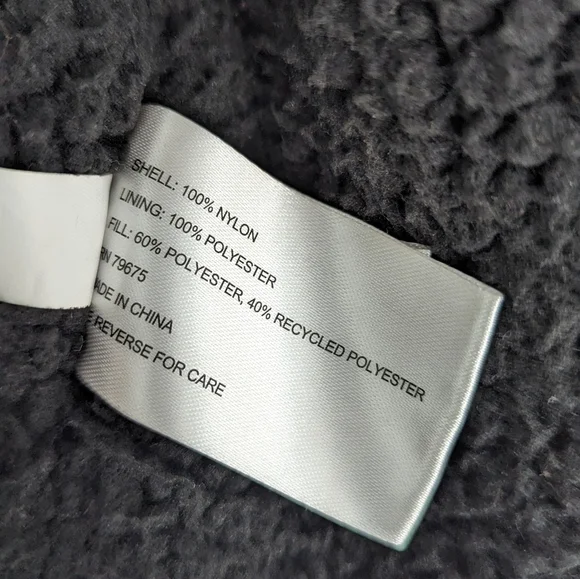 SHELL: 100% NYLON
LINING: 100% POLYESTER
FILL: 60% POLYESTER, 40% RECYCLED POLYESTER
RN 79675
MADE IN CHINA
REVERSE FOR CARE